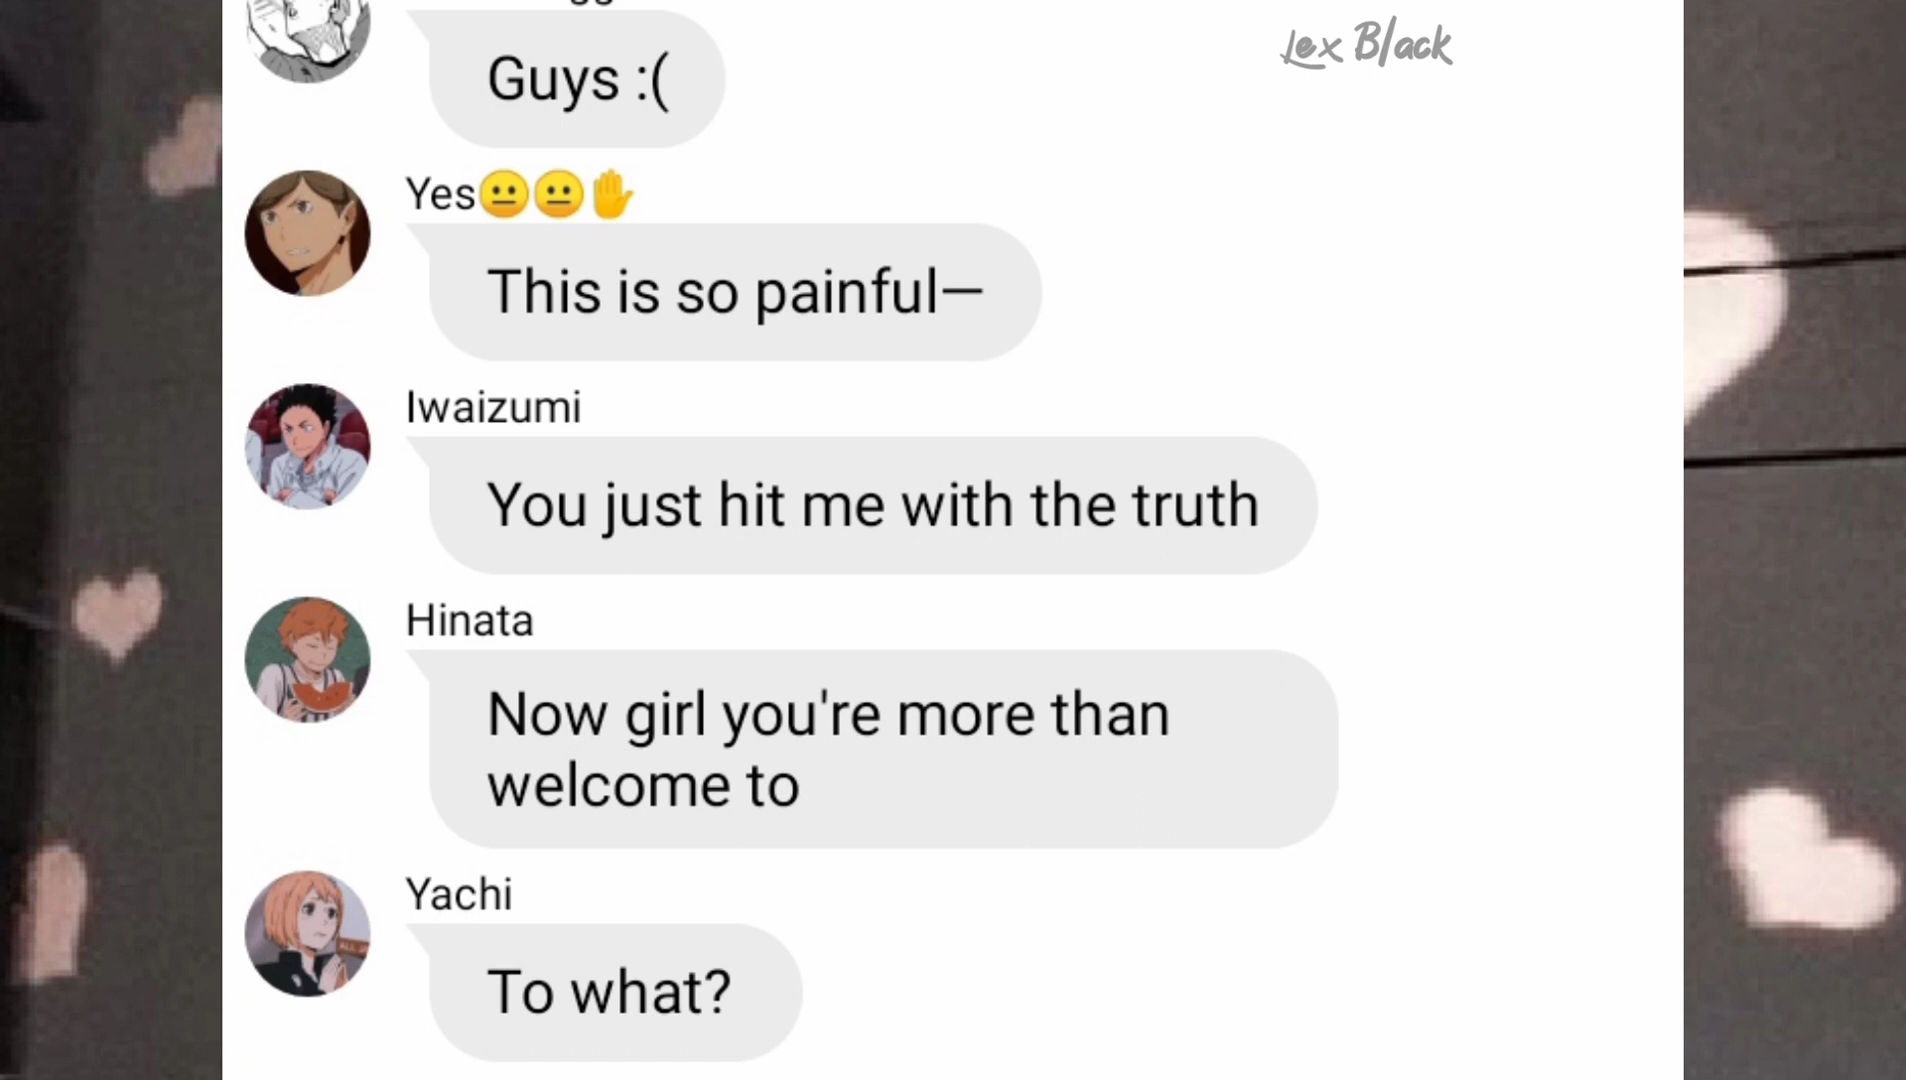 Lex Black
Guys :(
Yes😐😐✋
This is so painful—
Iwaizumi
You just hit me with the truth
Hinata
Now girl you're more than
welcome to
Yachi
To what?